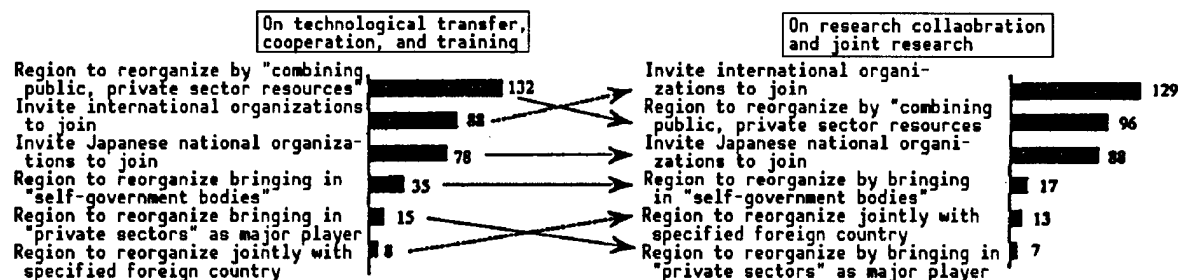 On technological transfer,
cooperation, and training
Region to reorganize by "combining
public, private sector resources"
132
Invite international organizations
to join
88
Invite Japanese national organiza-
tions to join
78
Region to reorganize bringing in
"self-government bodies"
35
Region to reorganize bringing in
"private sectors" as major player
15
Region to reorganize jointly with
specified foreign country
8
On research collaobration
and joint research
Invite international organi-
zations to join
129
Region to reorganize by "combining
public, private sector resources
96
Invite Japanese national organi-
zations to join
88
Region to reorganize by bringing
in "self-government bodies"
17
Region to reorganize jointly with
specified foreign country
13
Region to reorganize by bringing in
"private sectors" as major player
7